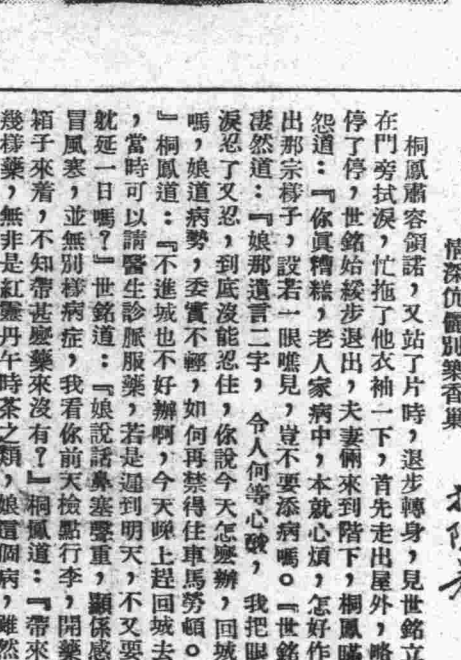 情深伉儷別築香巢
桐鳳肅容領諾，又站了片時，退步轉身，見世銘立
在門旁拭淚，忙拖了他衣袖一下，首先走出屋外，略
停了停，世銘始緩步退出，夫妻倆來到階下，桐鳳瞞
怨道：『你眞糟糕，老人家病中，本就心煩，怎好作
出那宗樣子，設若一眼瞧見，豈不要添病嗎。『世銘
凄然道：『娘那遺言二字，令人何等心酸，我把眼
淚忍了又忍，到底沒能忍住，你說今天怎麼辦，回城
嗎，娘道病勢，委實不輕，如何再禁得住車馬勞頓。
』桐鳳道：『不進城也不好辦啊，今天晚上趕回城去
，當時可以請醫生診脈服藥，若是遲到明天，不又要
躭延一日嗎？』世銘道：『娘說話鼻塞聲重，顯係感
冒風寒，並無別樣病症，我看你前天檢點行李，開藥
箱子來着，不知帶甚麼藥來沒有？』桐鳳道：『帶來
幾樣藥，無非是紅靈丹午時茶之類，娘這個病，雖然